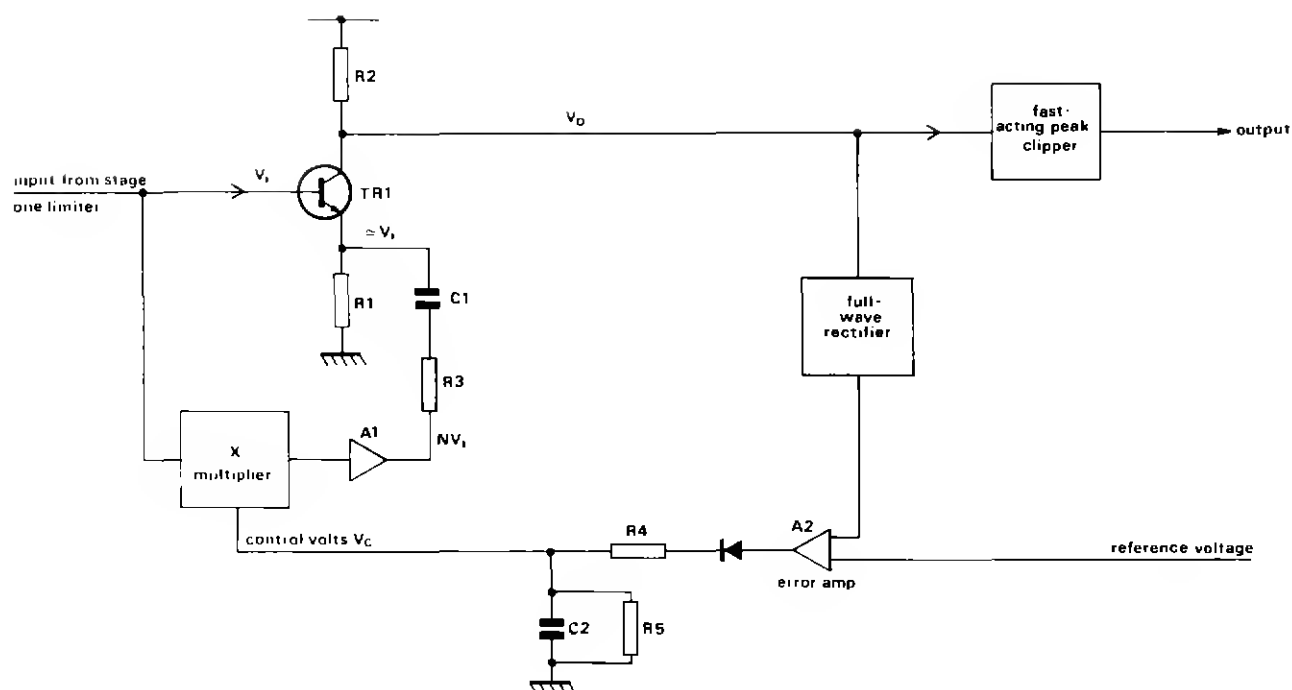 R2
fast-
acting peak
clipper
output
V₀
input from stage
one limiter
Vᵢ
TR1
≃Vᵢ
R1
C1
full-
wave
rectifier
R3
A1
NVᵢ
X
multiplier
A2
R4
control volts V_C
reference voltage
error amp
C2
R5